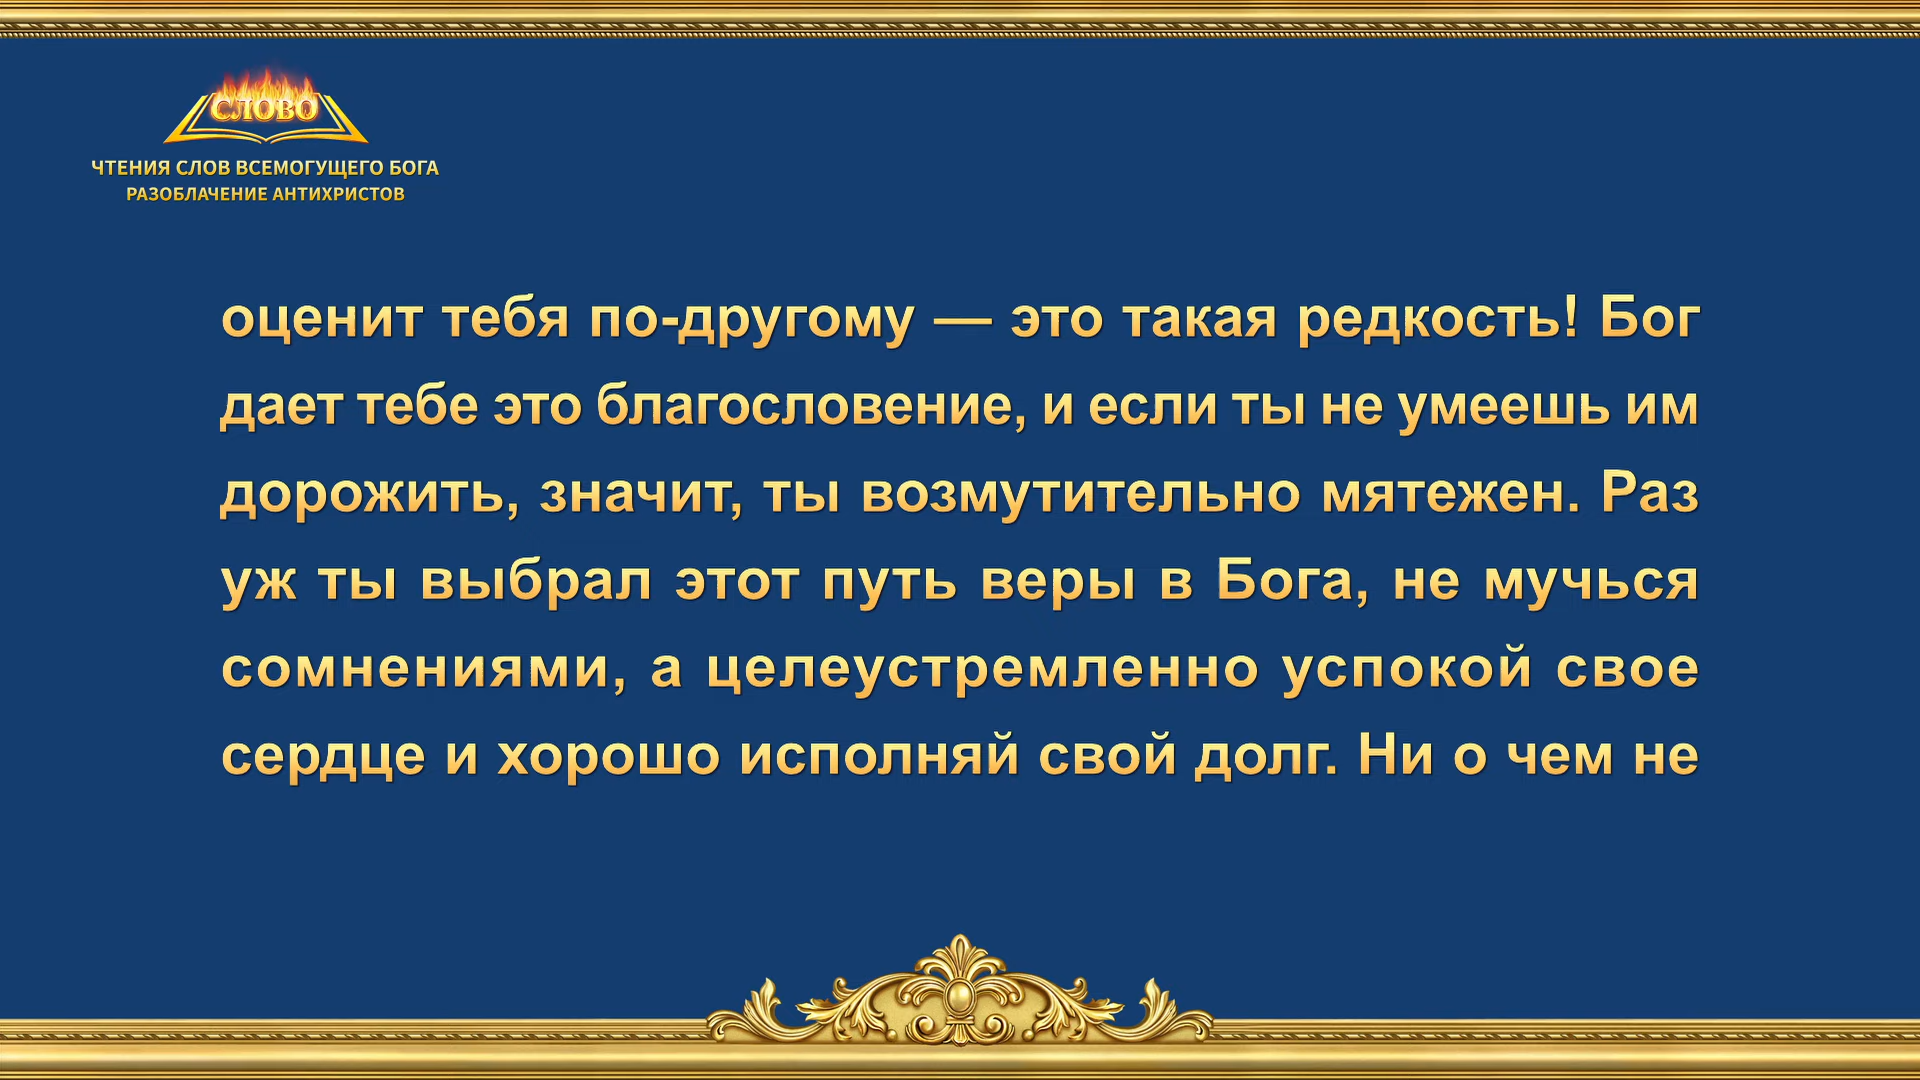 СЛОВО
ЧТЕНИЯ СЛОВ ВСЕМОГУЩЕГО БОГА
РАЗОБЛАЧЕНИЕ АНТИХРИСТОВ
оценит тебя по-другому — это такая редкость! Бог
дает тебе это благословение, и если ты не умеешь им
дорожить, значит, ты возмутительно мятежен. Раз
уж ты выбрал этот путь веры в Бога, не мучься
сомнениями, а целеустремленно успокой свое
сердце и хорошо исполняй свой долг. Ни о чем не